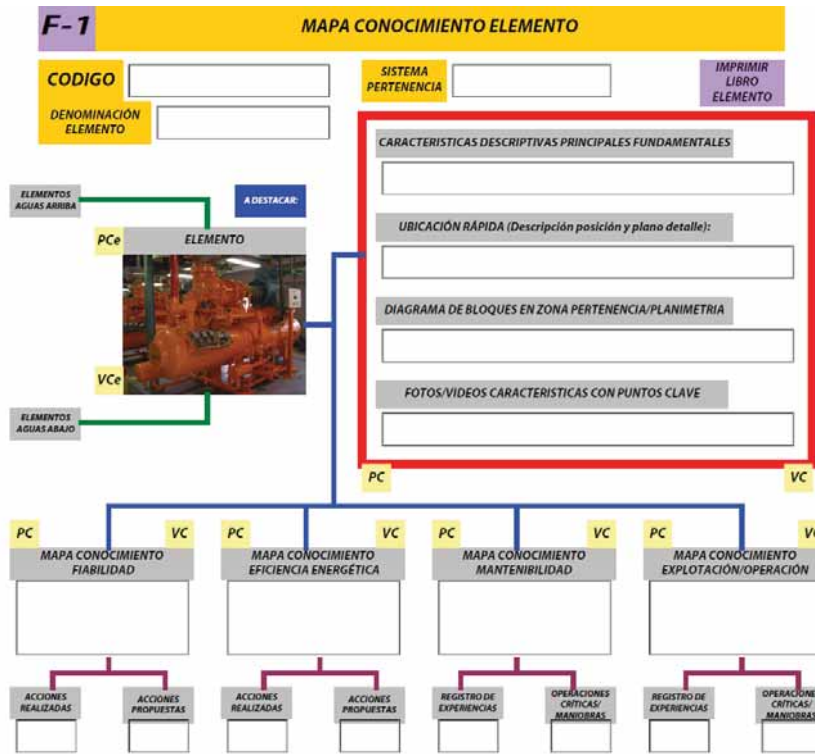 F-1
MAPA CONOCIMIENTO ELEMENTO
CODIGO
SISTEMA
PERTENENCIA
IMPRIMIR
LIBRO
ELEMENTO
DENOMINACIÓN
ELEMENTO
CARACTERISTICAS DESCRIPTIVAS PRINCIPALES FUNDAMENTALES
ELEMENTOS
AGUAS ARRIBA
A DESTACAR:
UBICACIÓN RÁPIDA (Descripción posición y plano detalle):
PCe
ELEMENTO
DIAGRAMA DE BLOQUES EN ZONA PERTENENCIA/PLANIMETRIA
VCe
FOTOS/VIDEOS CARACTERISTICAS CON PUNTOS CLAVE
ELEMENTOS
AGUAS ABAJO
PC
VC
PC
VC
MAPA CONOCIMIENTO
FIABILIDAD
PC
VC
MAPA CONOCIMIENTO
EFICIENCIA ENERGÉTICA
PC
VC
MAPA CONOCIMIENTO
MANTENIBILIDAD
PC
VC
MAPA CONOCIMIENTO
EXPLOTACIÓN/OPERACIÓN
ACCIONES
REALIZADAS
ACCIONES
PROPUESTAS
ACCIONES
REALIZADAS
ACCIONES
PROPUESTAS
REGISTRO DE
EXPERIENCIAS
OPERACIONES
CRÍTICAS/
MANIOBRAS
REGISTRO DE
EXPERIENCIAS
OPERACIONES
CRÍTICAS/
MANIOBRAS